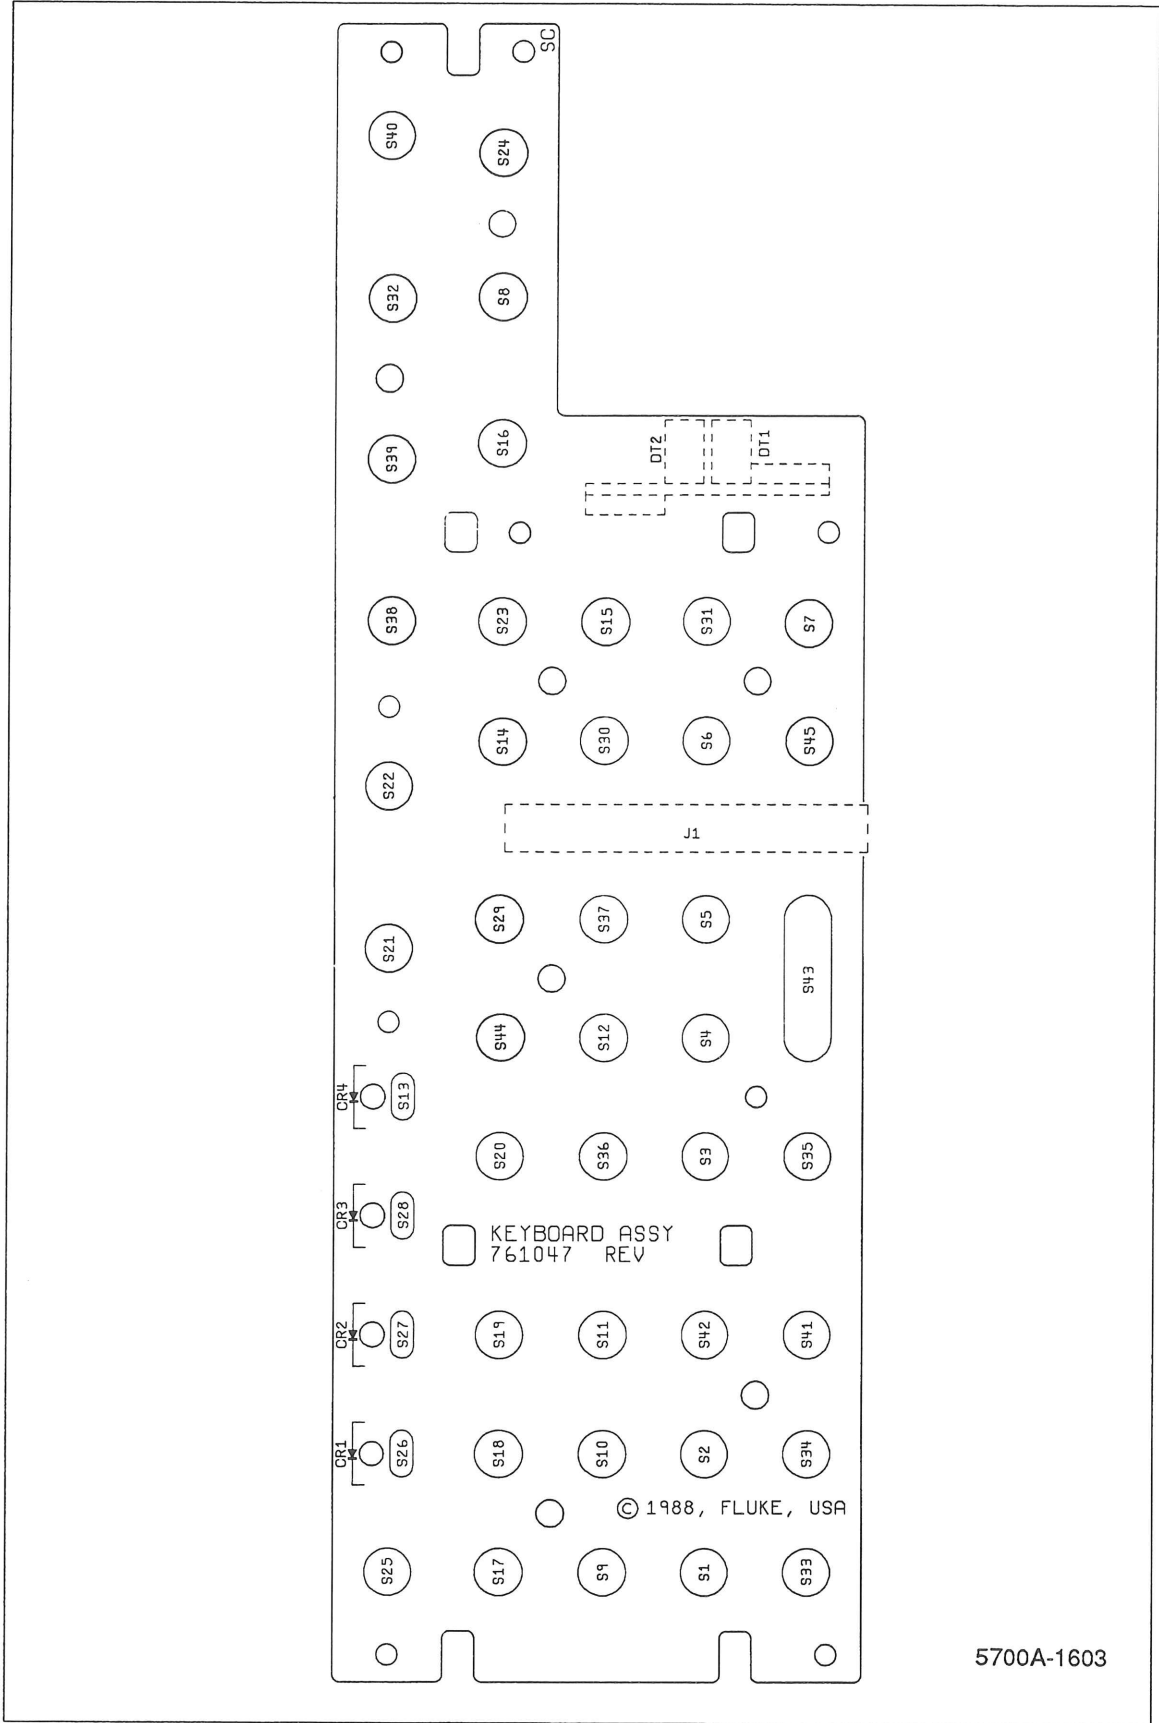 SC
S40
S24
S32
S8
S39
S16
DT2
DT1
S38
S23
S15
S31
S7
S14
S30
S6
S45
S22
J1
S29
S37
S5
S21
S43
S44
S12
S4
CR4
S13
S20
S36
S3
S35
CR3
S28
KEYBOARD ASSY
761047 REV
CR2
S27
S19
S11
S42
S41
CR1
S26
S18
S10
S2
S34
© 1988, FLUKE, USA
S25
S17
S9
S1
S33
5700A-1603